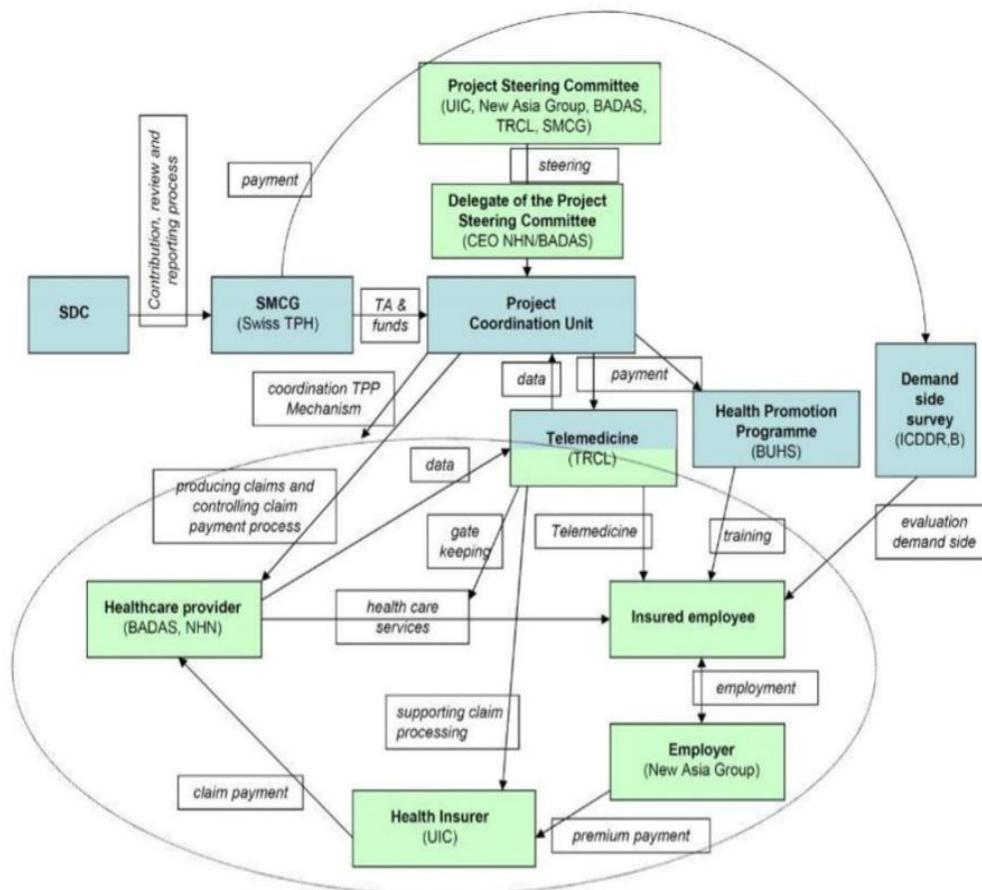 Project Steering Committee
(UIC, New Asia Group, BADAS,
TRCL, SMCG)
Contribution, review and
reporting process
payment
steering
Delegate of the Project
Steering Committee
(CEO NHN/BADAS)
SDC
SMCG
(Swiss TPH)
TA &
funds
Project
Coordination Unit
coordination TPP
Mechanism
data
payment
Demand
side
survey
(ICDDR,B)
Health Promotion
Programme
(BUHS)
Telemedicine
(TRCL)
data
producing claims and
controlling claim
payment process
gate
keeping
Telemedicine
training
evaluation
demand side
Healthcare provider
(BADAS, NHN)
health care
services
Insured employee
employment
supporting claim
processing
Employer
(New Asia Group)
claim payment
Health Insurer
(UIC)
premium payment